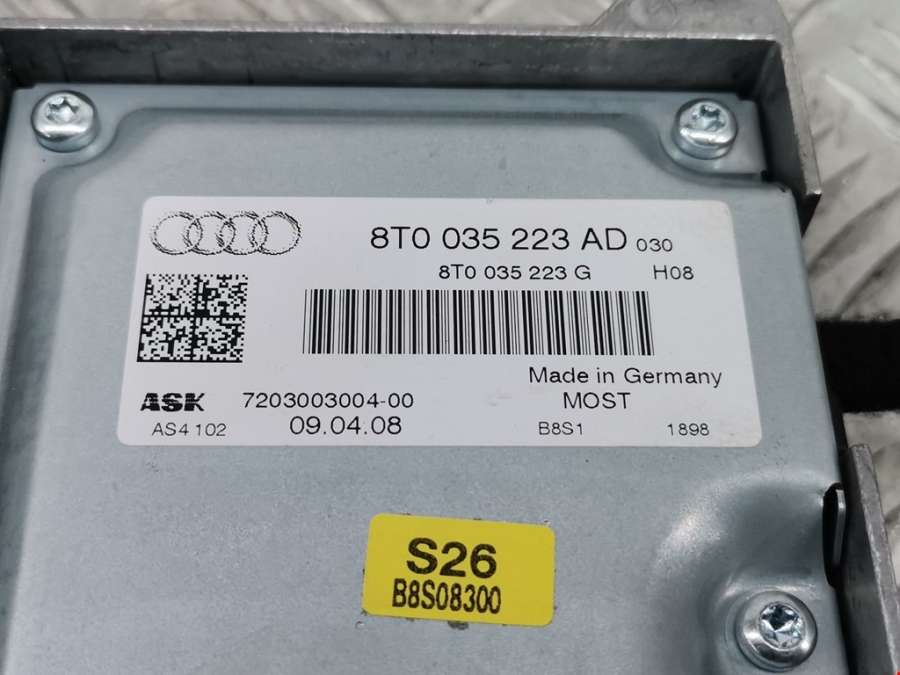 8T0 035 223 AD 030
8T0 035 223 G H08
Made in Germany
ASK 7203003004-00 MOST
AS4 102 09.04.08 B8S1 1898
S26
B8S08300